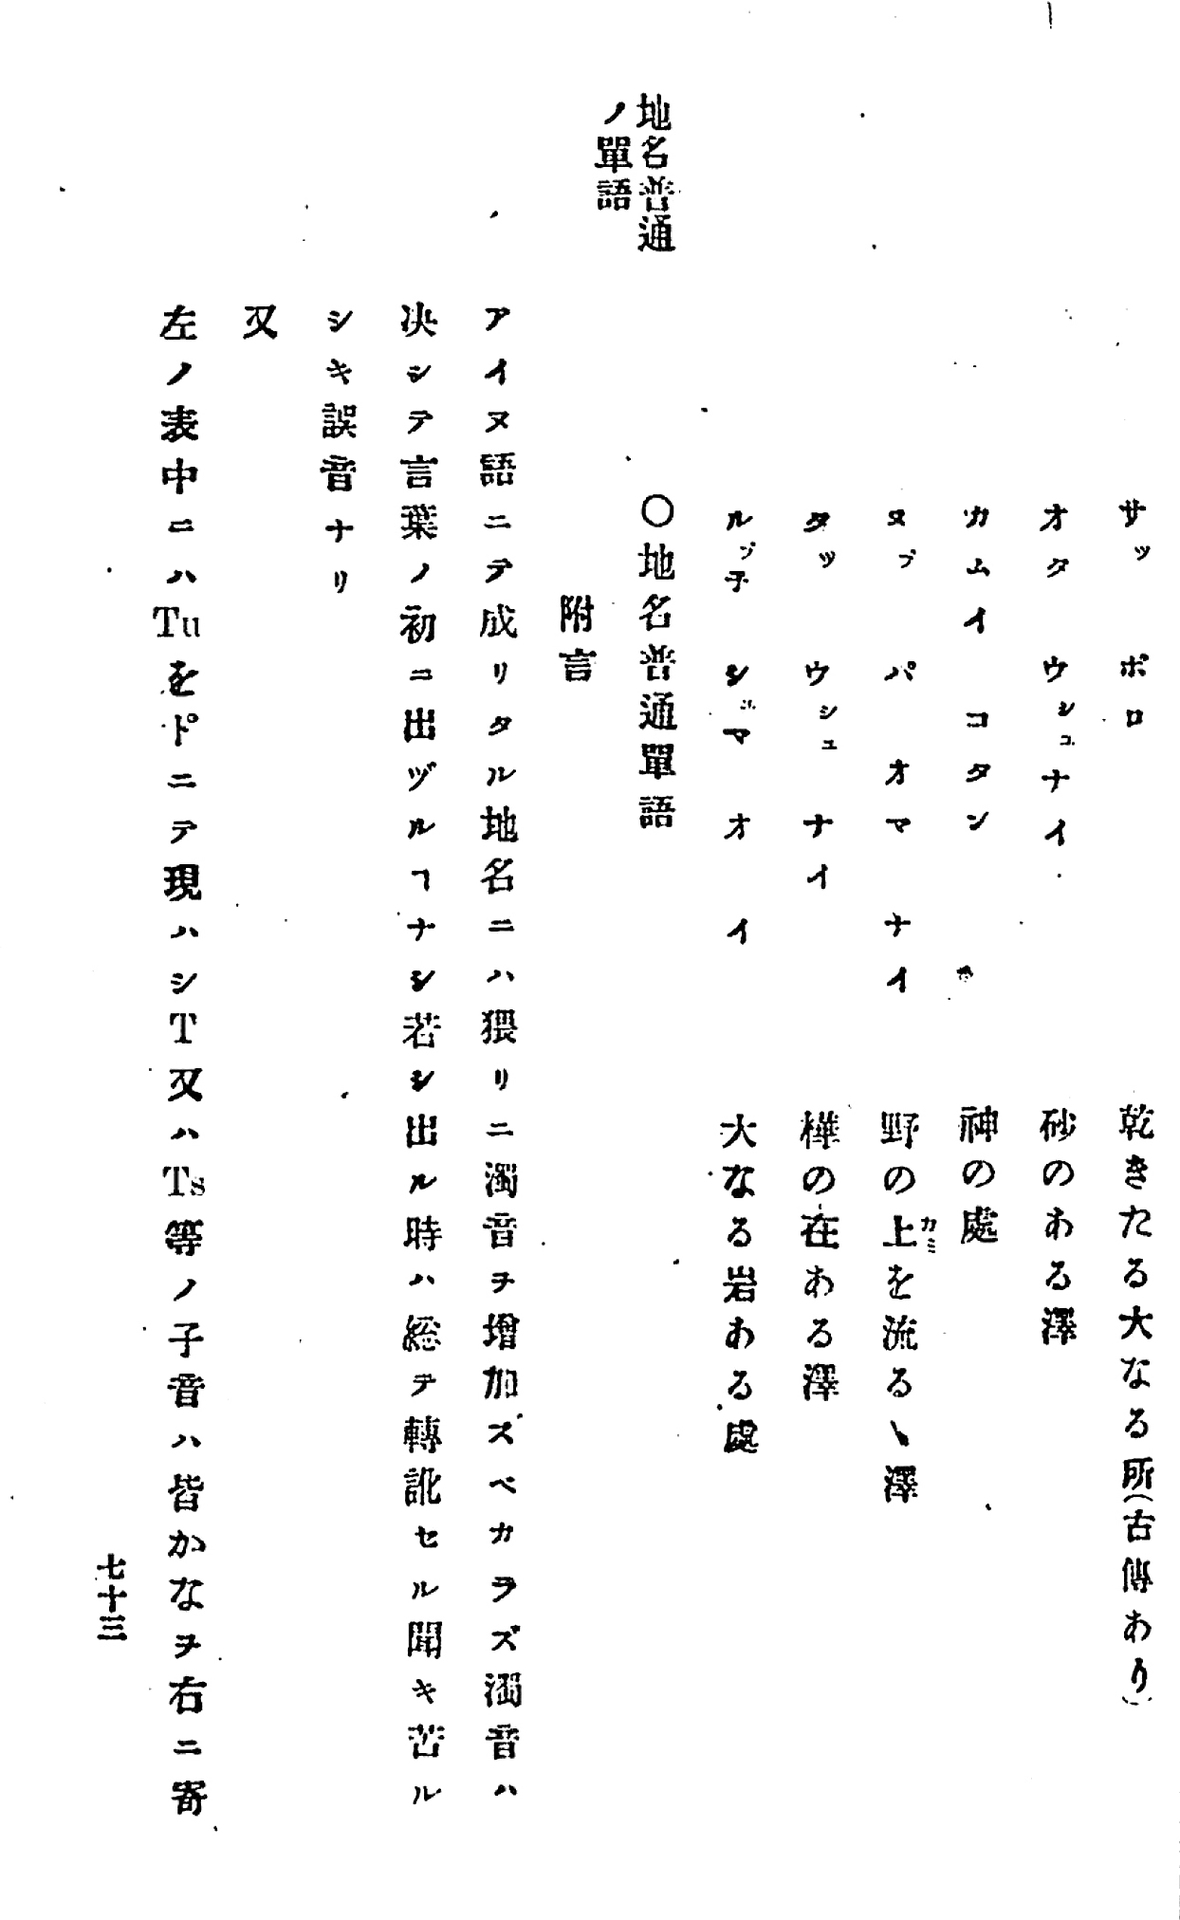 地名普通
ノ單語
サッ ポロ 乾きたる大なる所(古傳あり)
オタ ウシュナイ 砂のある澤
カムイ コタン 神の處
ヌプ パ オマ ナイ 野の上カミを流るゝ澤
タッ ウシュ ナイ 樺の在ある澤
ルプ子 シュマ オイ 大なる岩ある處
〇地名普通單語
附言
アイヌ語ニテ成リタル地名ニハ猥リニ濁音ヲ增加スベカラズ濁音ハ
决シテ言葉ノ初ニ出ヅルヿナシ若シ出ル時ハ総テ轉訛セル聞キ苦ル
シキ誤音ナリ
又
左ノ表中ニハTuをト゚ニテ現ハシT又ハTs等ノ子音ハ皆かなヲ右ニ寄
七十三